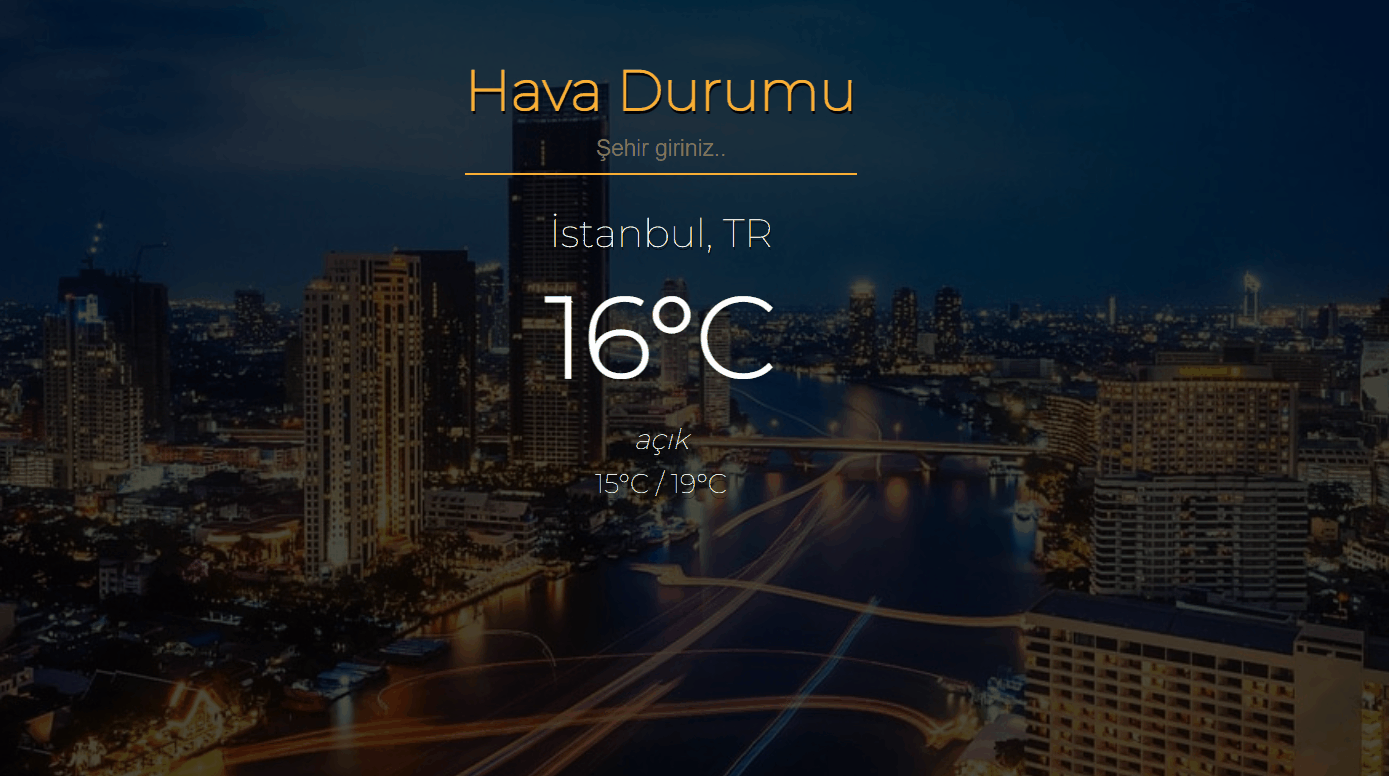 Hava Durumu
Şehir giriniz..
İstanbul, TR
16°C
açık
15°C / 19°C